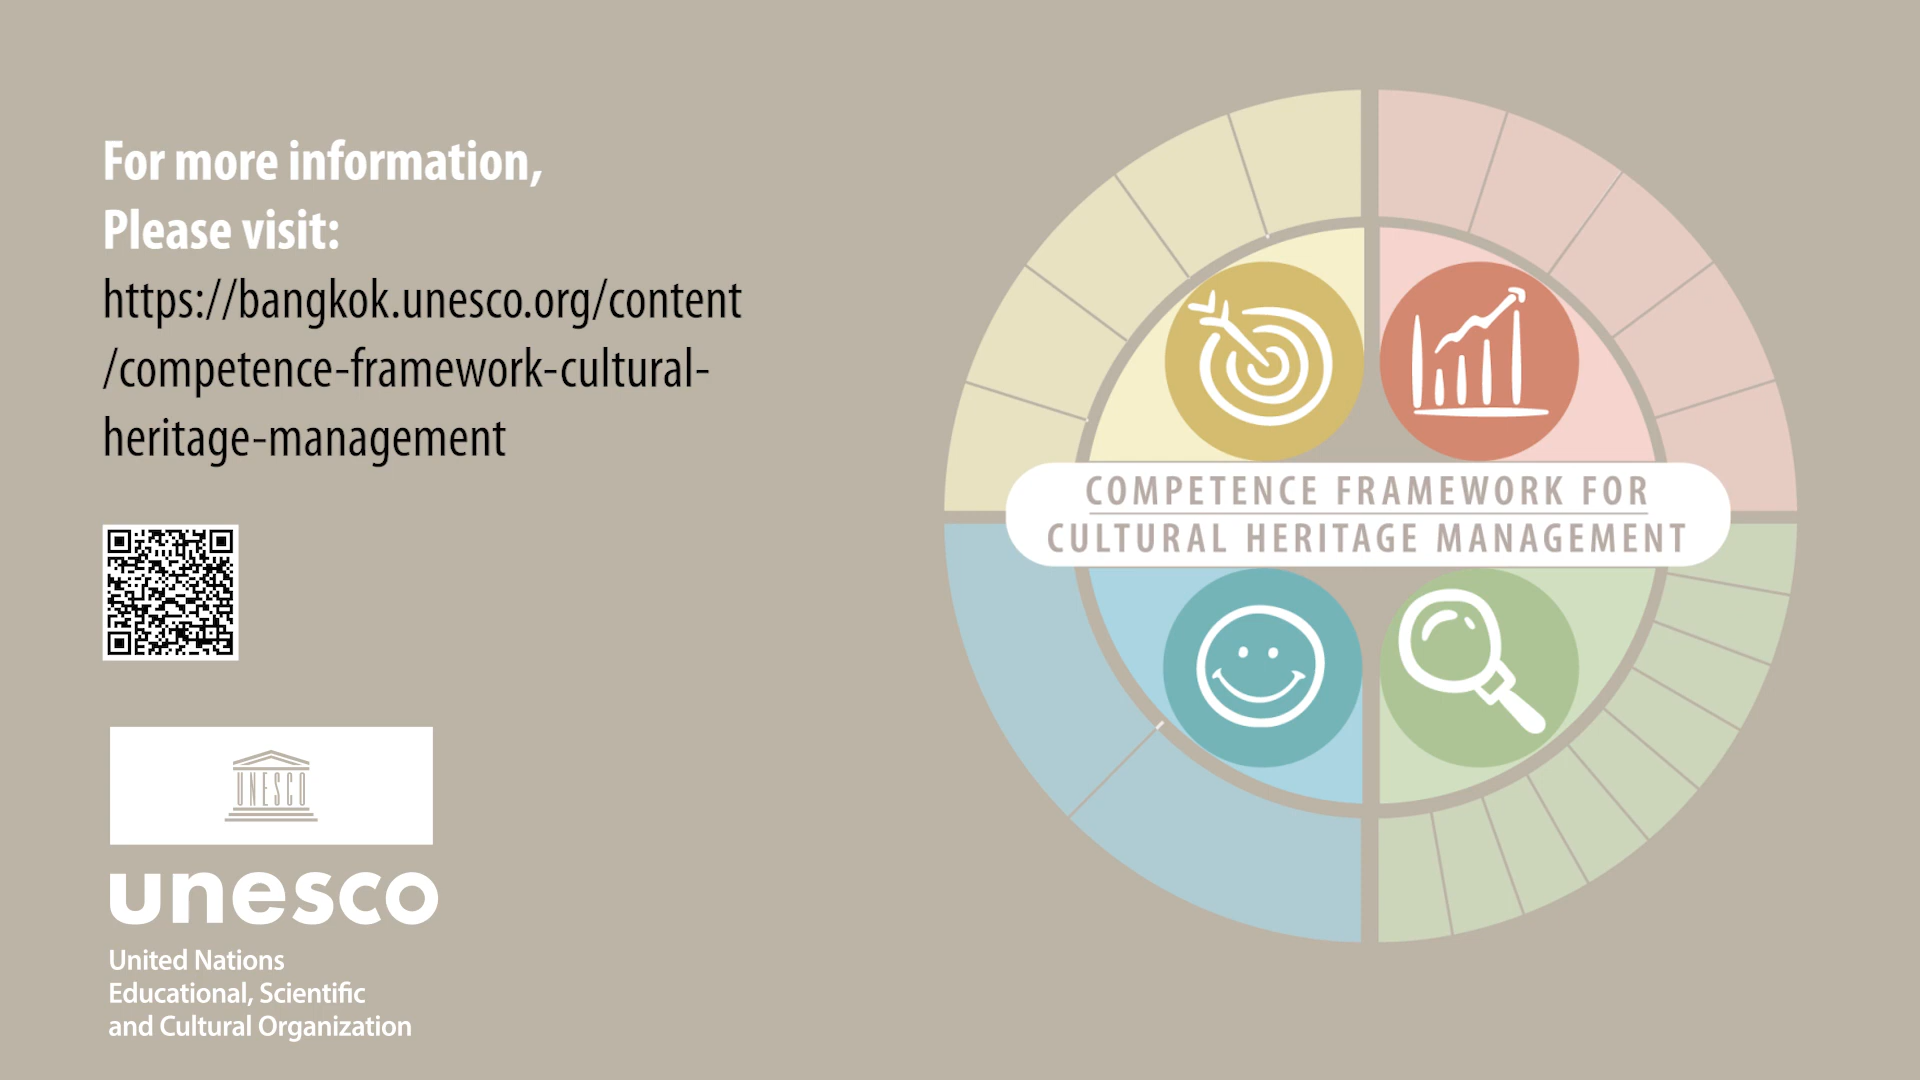 For more information,
Please visit:
https://bangkok.unesco.org/content
/competence-framework-cultural-
heritage-management
COMPETENCE FRAMEWORK FOR
CULTURAL HERITAGE MANAGEMENT
UNESCO
unesco
United Nations
Educational, Scientific
and Cultural Organization